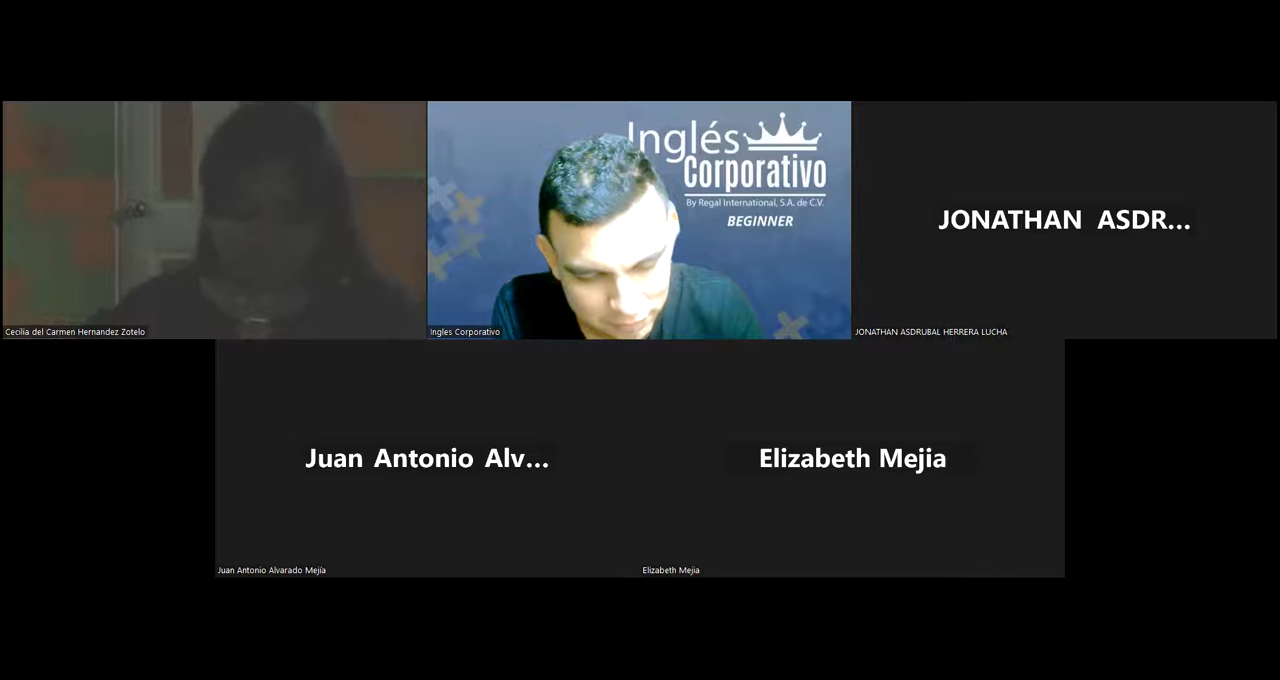 Inglés
Corporativo
By Regal International, S.A. de C.V.
BEGINNER
JONATHAN ASDR...
Cecilia del Carmen Hernandez Zotelo
Ingles Corporativo
JONATHAN ASDRUBAL HERRERA LUCHA
Juan Antonio Alv...
Elizabeth Mejia
Juan Antonio Alvarado Mejía
Elizabeth Mejia